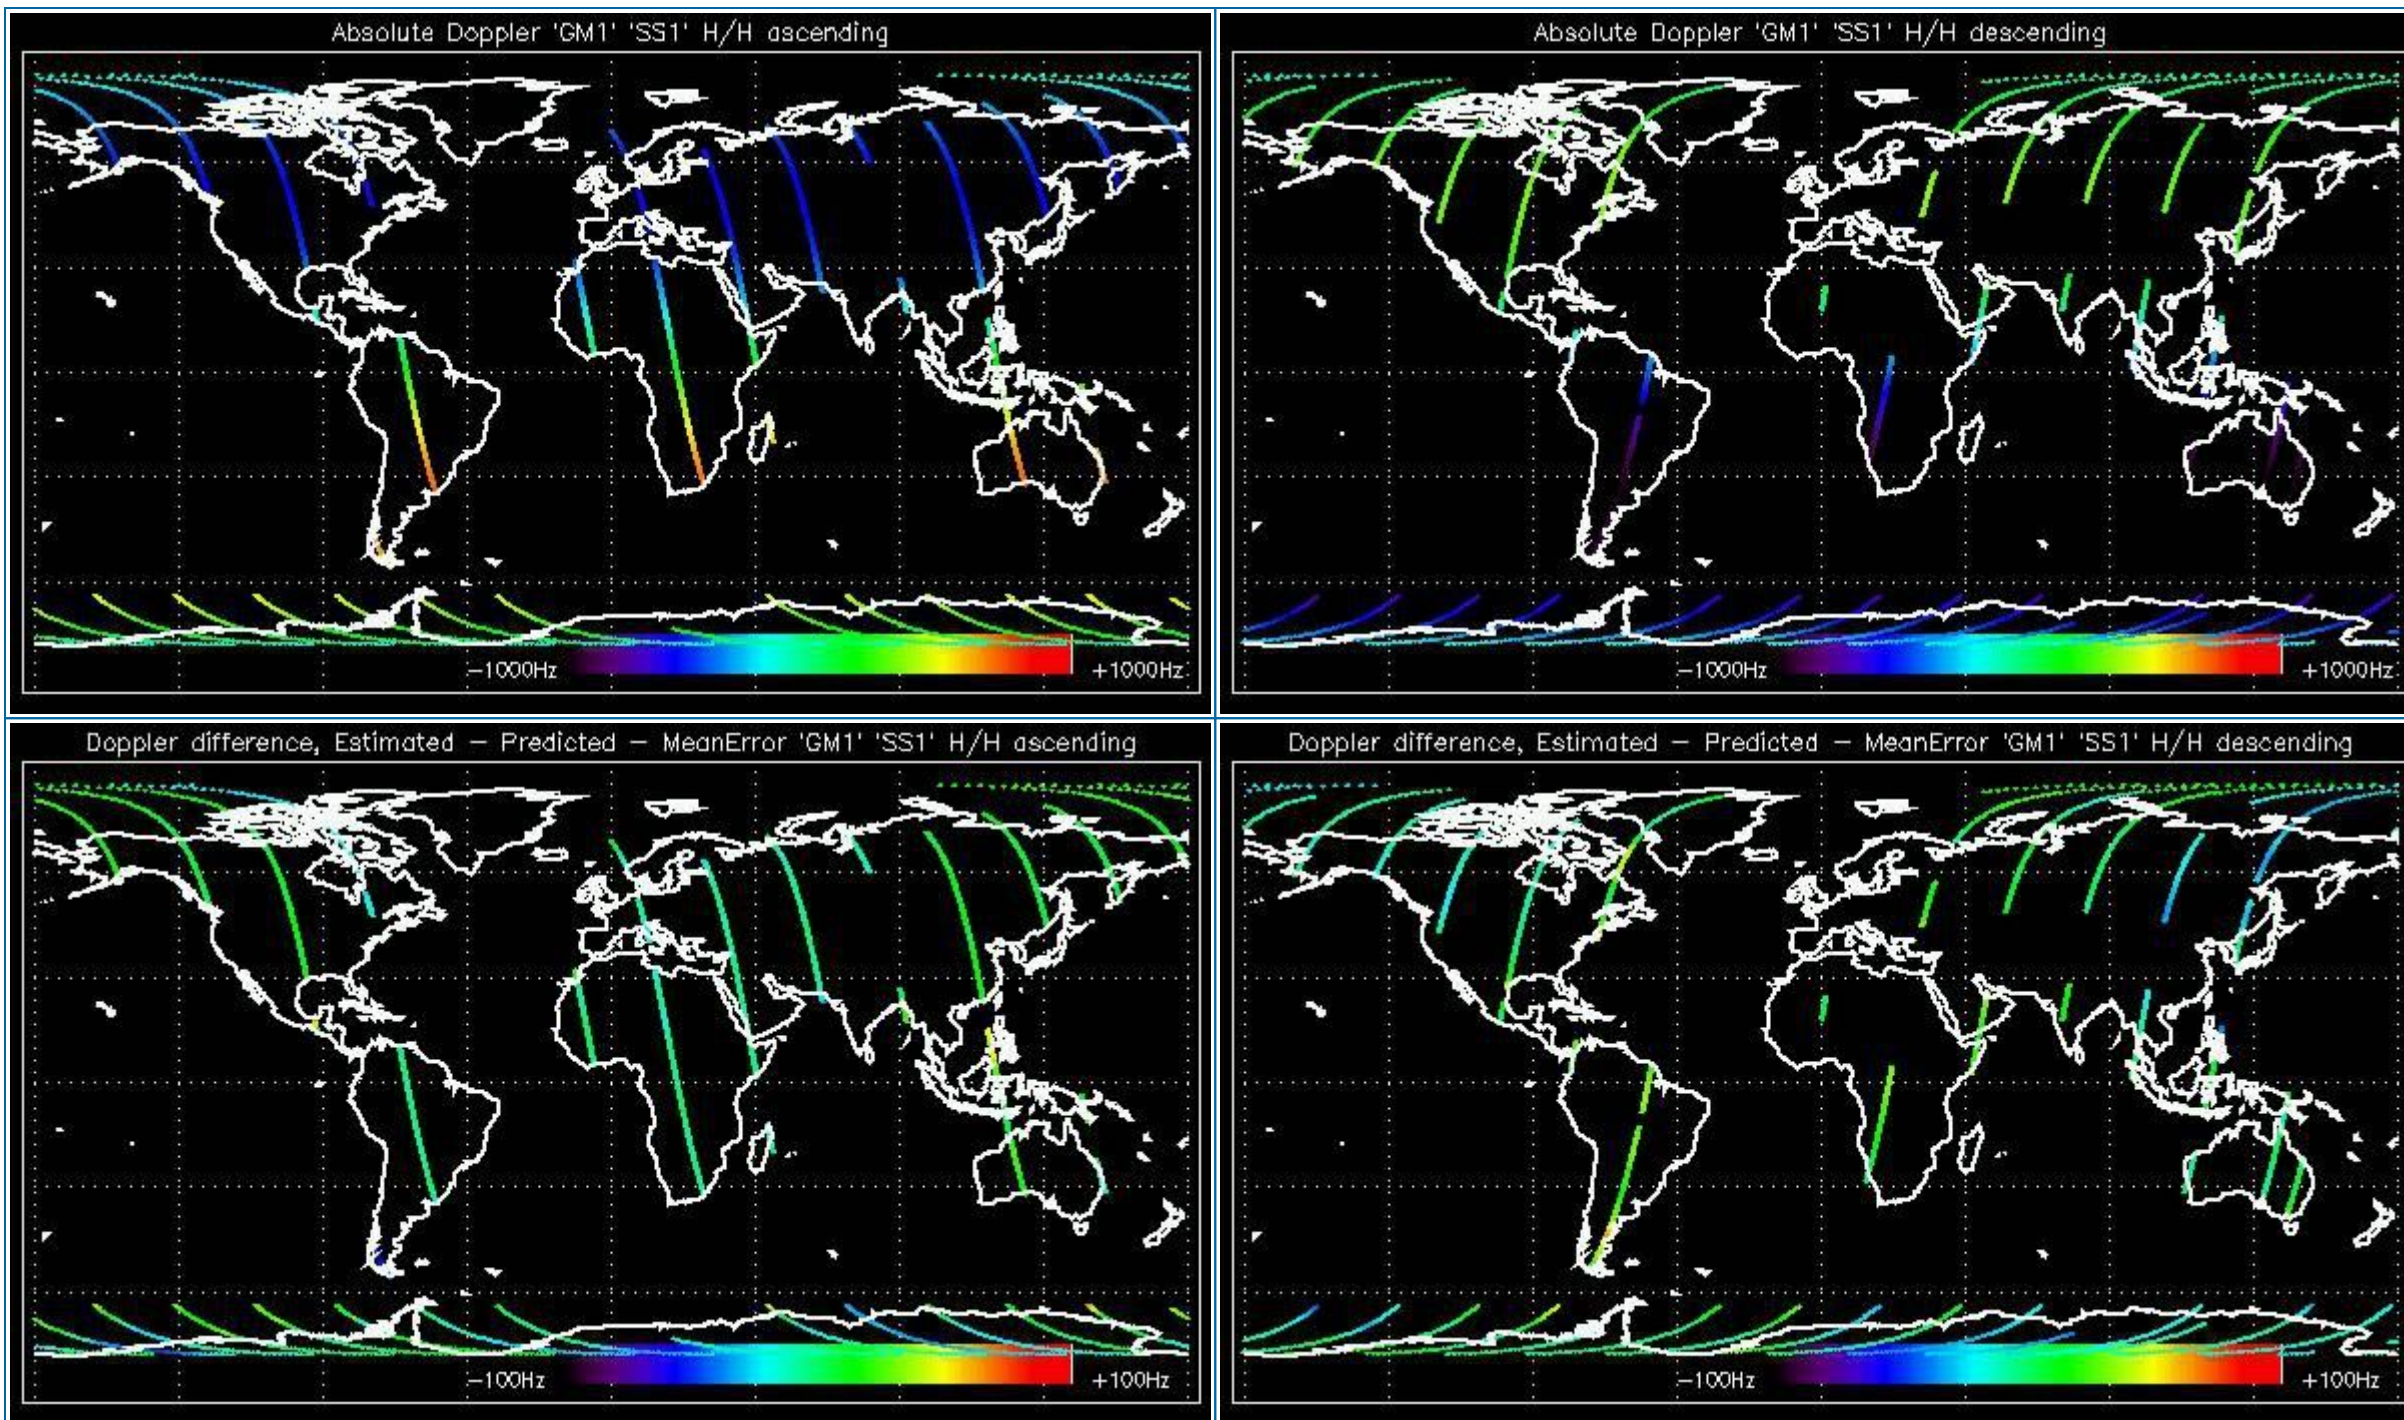 Absolute Doppler 'GM1' 'SS1' H/H ascending
-1000Hz
+1000Hz
Absolute Doppler 'GM1' 'SS1' H/H descending
-1000Hz
+1000Hz
Doppler difference, Estimated - Predicted - MeanError 'GM1' 'SS1' H/H ascending
-100Hz
+100Hz
Doppler difference, Estimated - Predicted - MeanError 'GM1' 'SS1' H/H descending
-100Hz
+100Hz